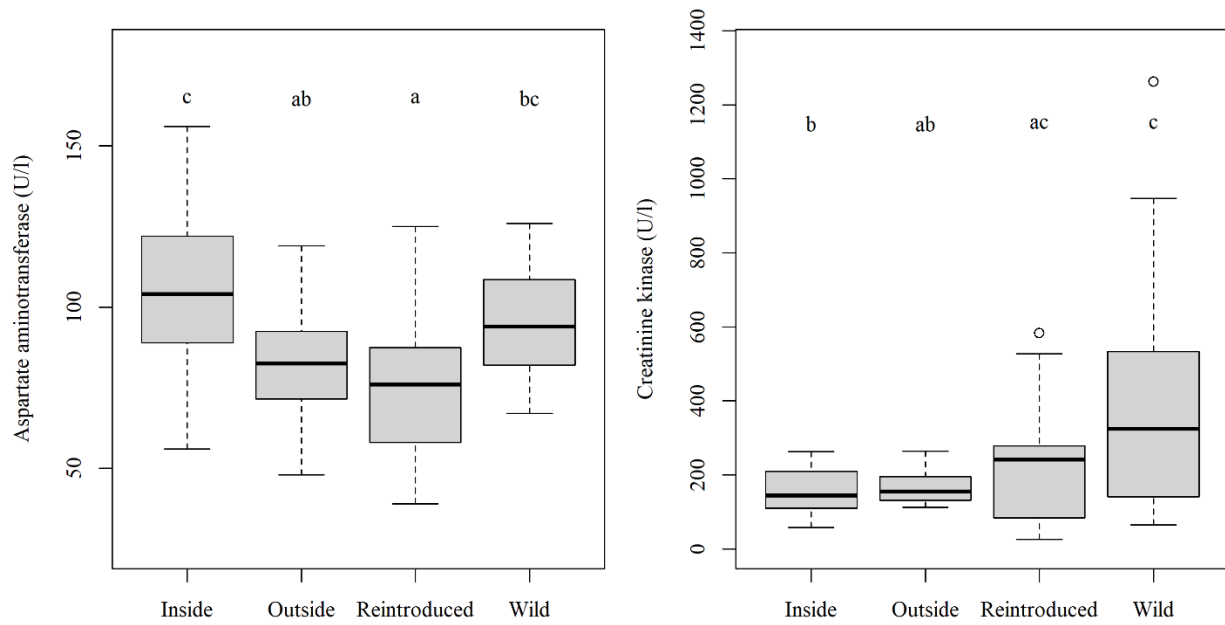 Aspartate aminotransferase (U/l)
150
100
50
c ab a bc
Inside Outside Reintroduced Wild
Creatinine kinase (U/l)
1400
1200
1000
800
600
400
200
0
b ab ac c
Inside Outside Reintroduced Wild